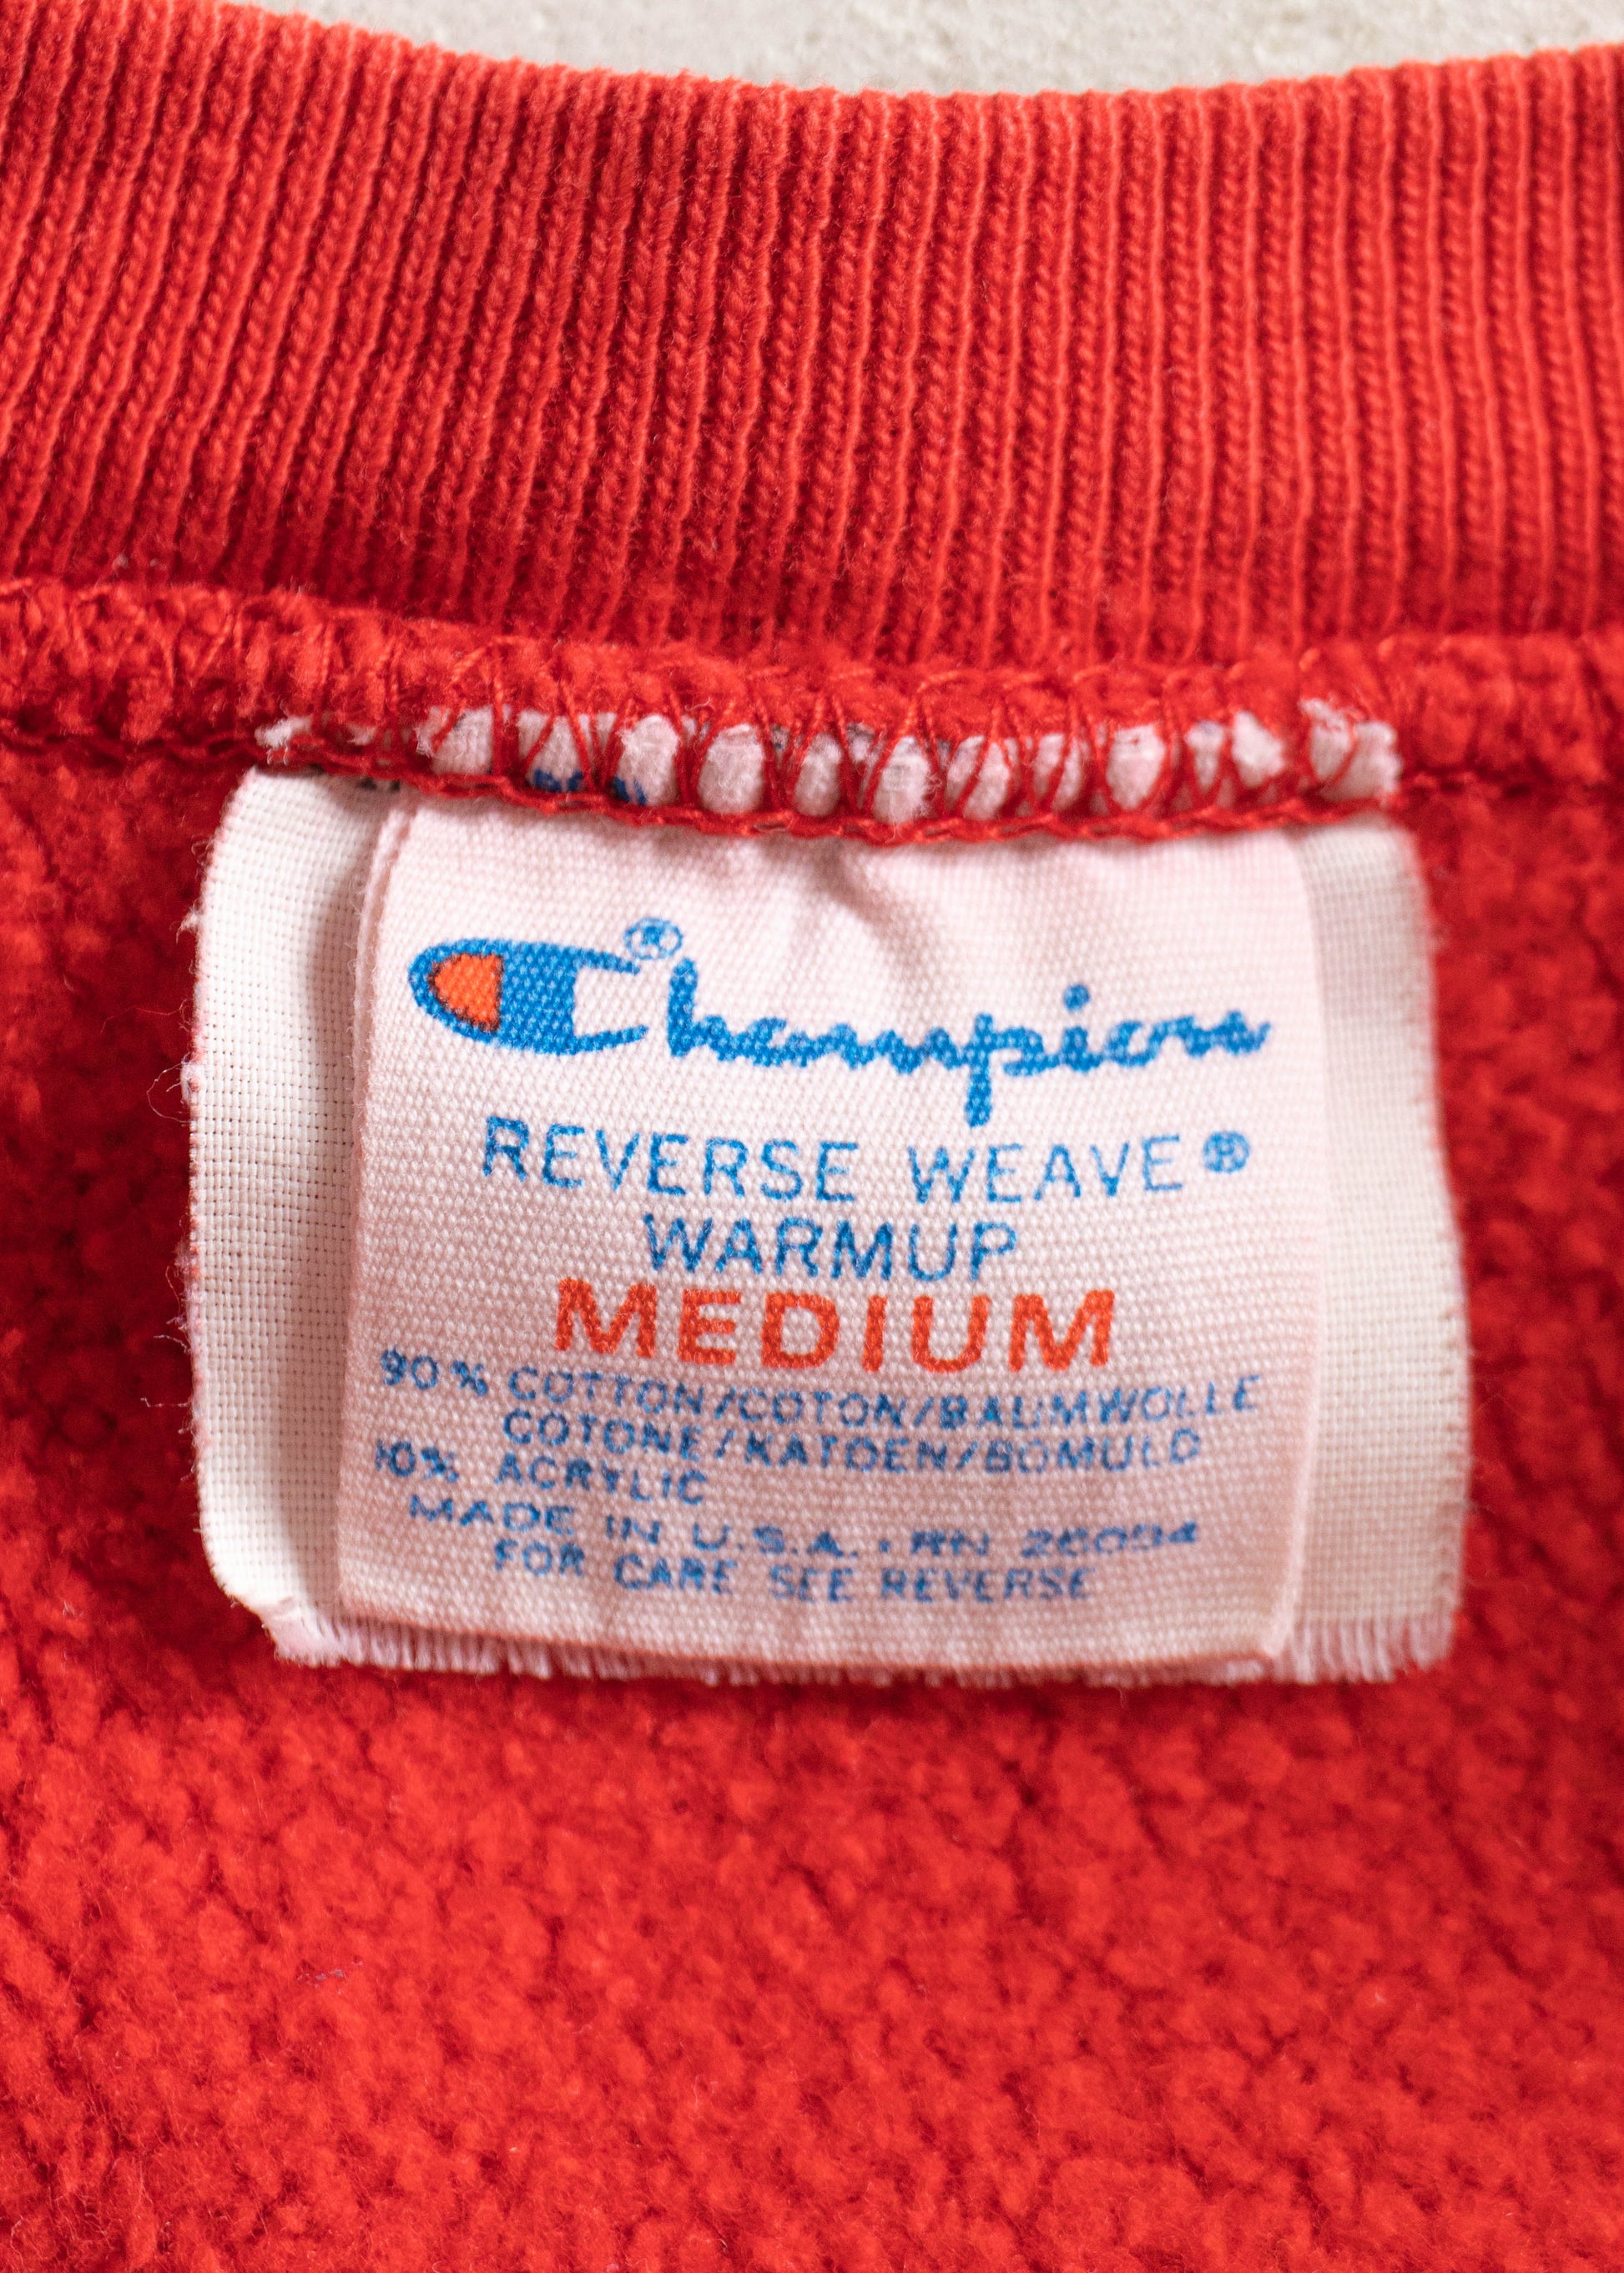 Champion®
REVERSE WEAVE®
WARMUP
MEDIUM
90% COTTON/COTON/BAUMWOLLE
COTONE/KATOEN/BOMULD
10% ACRYLIC
MADE IN U.S.A. · RN 26094
FOR CARE SEE REVERSE